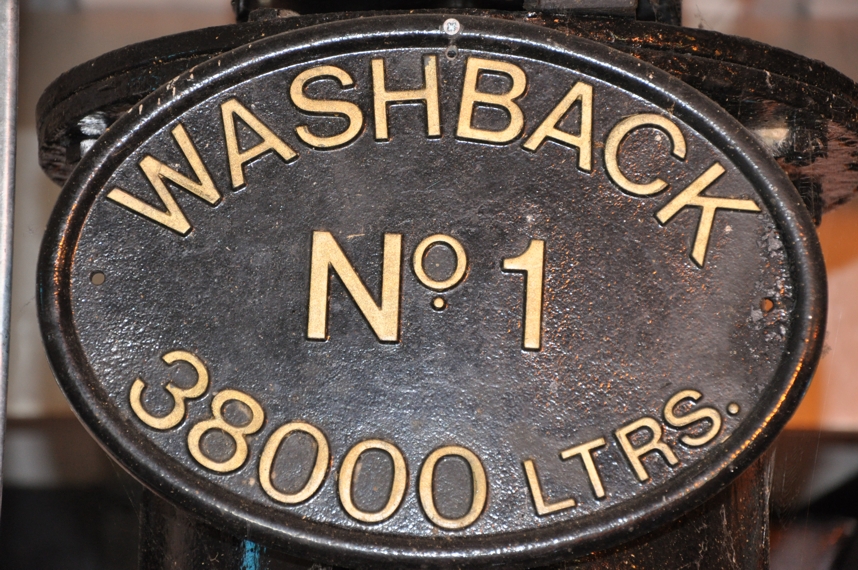 WASHBACK
Nº 1
38000 LTRS.